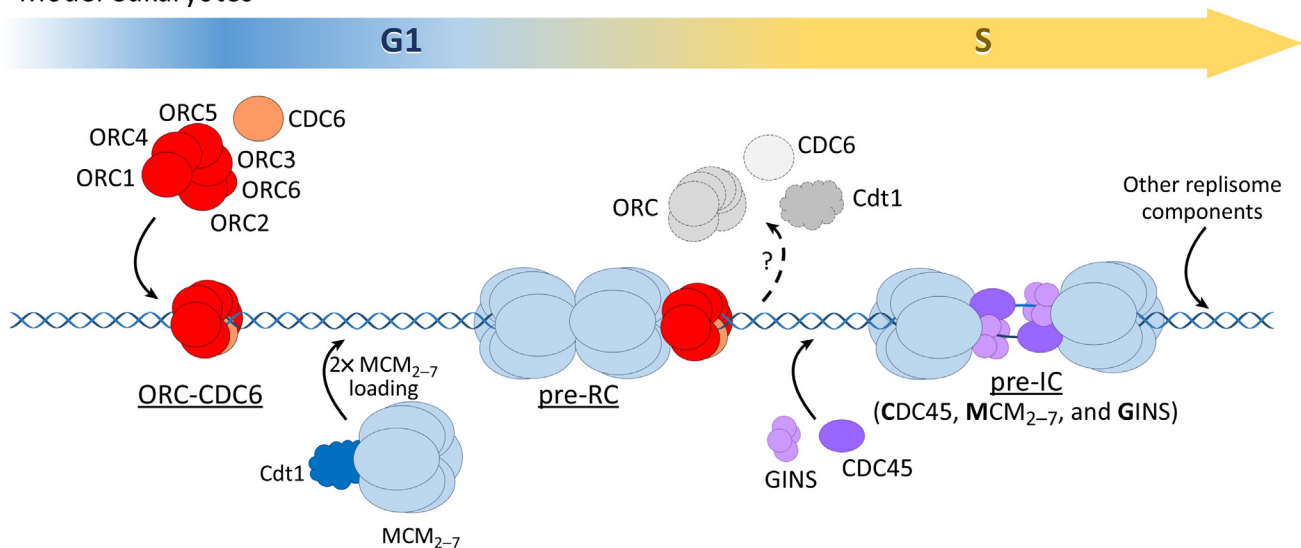 G1
S
ORC5
CDC6
ORC4
ORC3
ORC1
ORC6
ORC2
CDC6
ORC
Cdt1
?
Other replisome
components
2× MCM2–7
loading
ORC-CDC6
pre-RC
pre-IC
(CDC45, MCM2–7, and GINS)
Cdt1
MCM2–7
GINS
CDC45